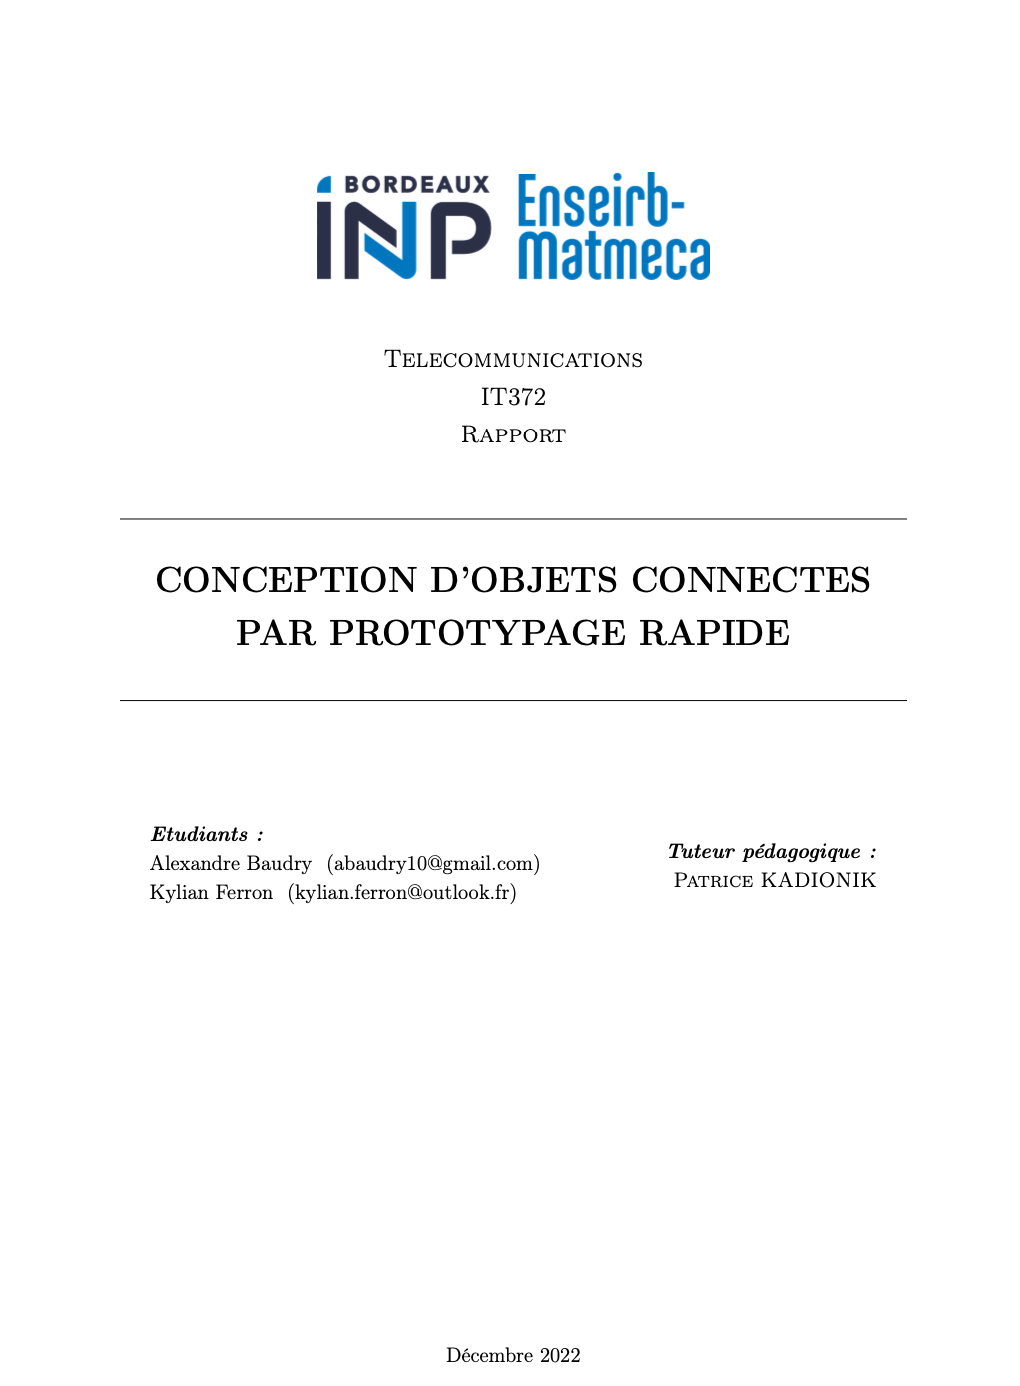 BORDEAUX
INP
Enseirb-
Matmeca
TELECOMMUNICATIONS
IT372
RAPPORT
CONCEPTION D'OBJETS CONNECTES
PAR PROTOTYPAGE RAPIDE
Etudiants :
Alexandre Baudry (abaudry10@gmail.com)
Kylian Ferron (kylian.ferron@outlook.fr)
Tuteur pédagogique :
PATRICE KADIONIK
Décembre 2022